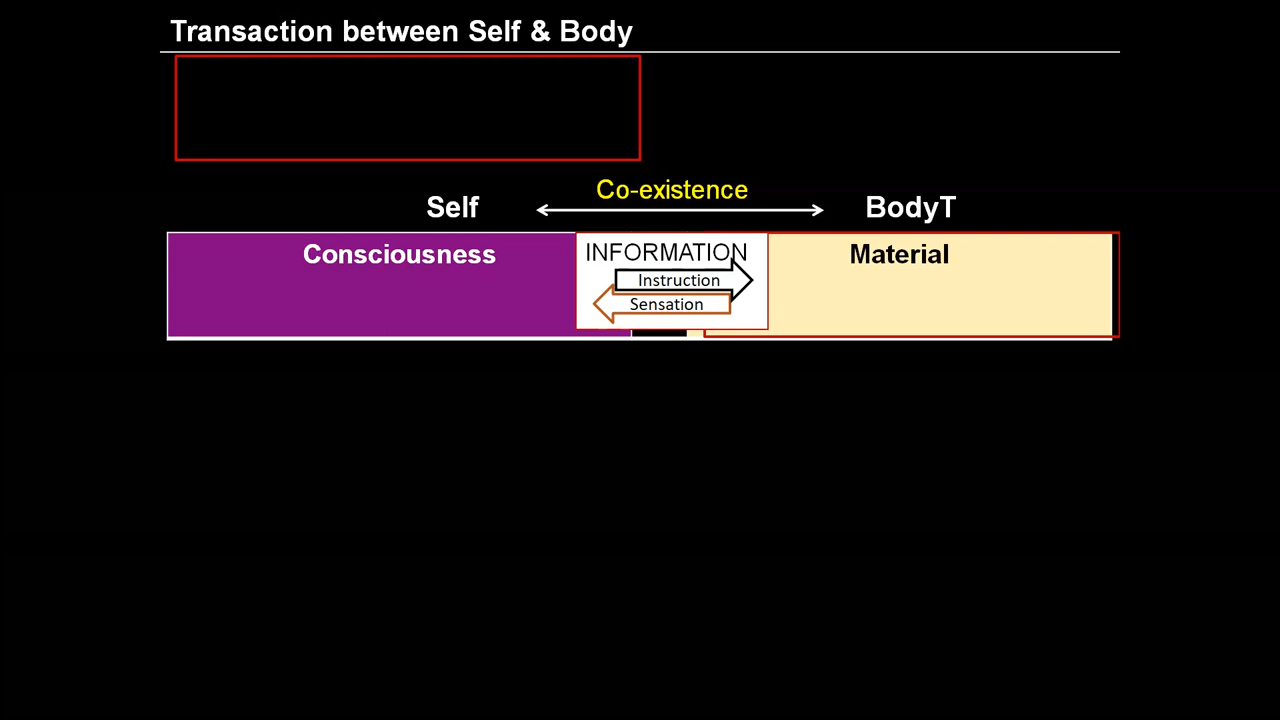 Transaction between Self & Body
Co-existence
Self
BodyT
Consciousness
INFORMATION
Material
Instruction
Sensation